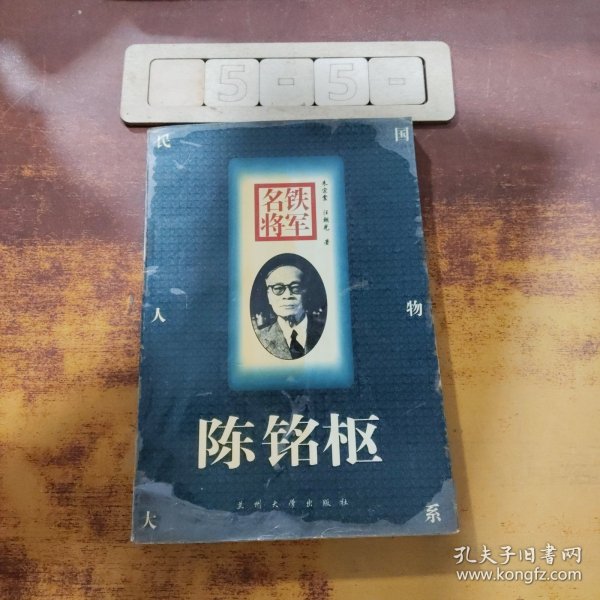 5-5-
民国
人物
大系
铁军
名将
朱宗震 汪朝光 著
陈铭枢
兰州大学出版社
孔夫子旧书网
www.kongfz.com